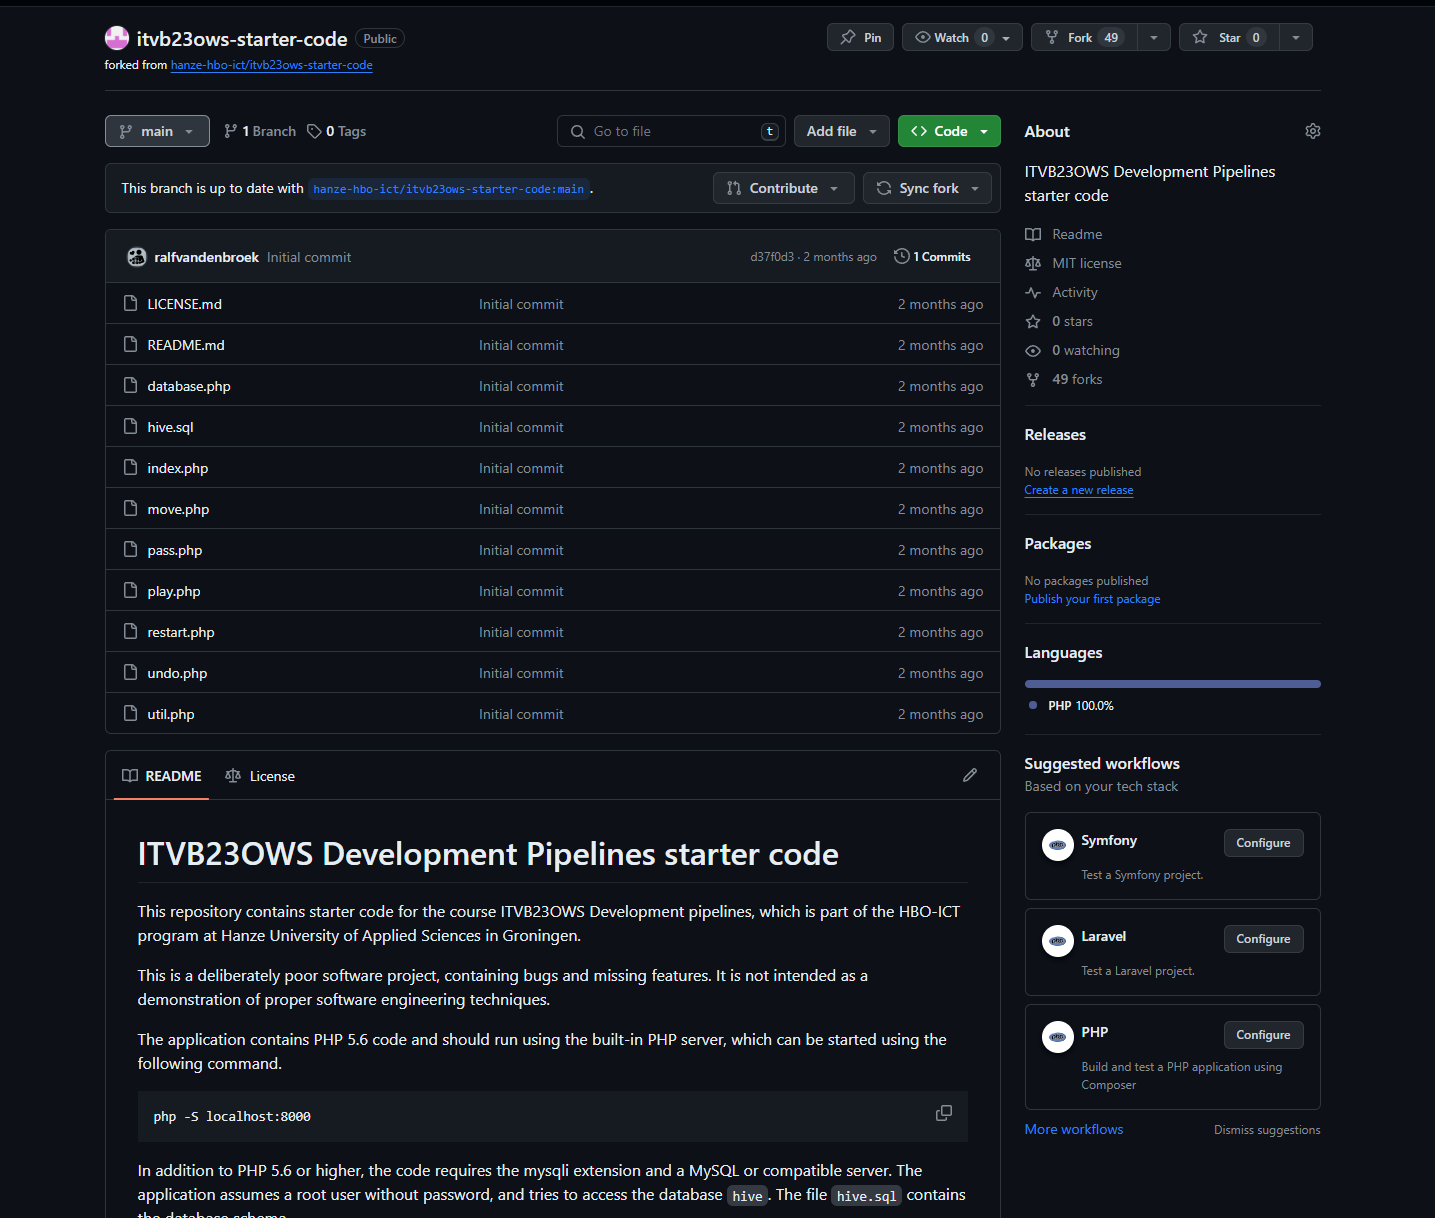 itvb23ows-starter-code Public
Pin Watch 0 Fork 49 Star 0
forked from hanze-hbo-ict/itvb23ows-starter-code
main 1 Branch 0 Tags Go to file t Add file Code
This branch is up to date with hanze-hbo-ict/itvb23ows-starter-code:main . Contribute Sync fork
ralfvandenbroek Initial commit d37f0d3 · 2 months ago 1 Commits
LICENSE.md Initial commit 2 months ago
README.md Initial commit 2 months ago
database.php Initial commit 2 months ago
hive.sql Initial commit 2 months ago
index.php Initial commit 2 months ago
move.php Initial commit 2 months ago
pass.php Initial commit 2 months ago
play.php Initial commit 2 months ago
restart.php Initial commit 2 months ago
undo.php Initial commit 2 months ago
util.php Initial commit 2 months ago
README License
ITVB23OWS Development Pipelines starter code
This repository contains starter code for the course ITVB23OWS Development pipelines, which is part of the HBO-ICT
program at Hanze University of Applied Sciences in Groningen.
This is a deliberately poor software project, containing bugs and missing features. It is not intended as a
demonstration of proper software engineering techniques.
The application contains PHP 5.6 code and should run using the built-in PHP server, which can be started using the
following command.
php -S localhost:8000
In addition to PHP 5.6 or higher, the code requires the mysqli extension and a MySQL or compatible server. The
application assumes a root user without password, and tries to access the database hive . The file hive.sql contains
the database schema.
About
ITVB23OWS Development Pipelines
starter code
Readme
MIT license
Activity
0 stars
0 watching
49 forks
Releases
No releases published
Create a new release
Packages
No packages published
Publish your first package
Languages
PHP 100.0%
Suggested workflows
Based on your tech stack
php Symfony Configure
Test a Symfony project.
php Laravel Configure
Test a Laravel project.
php PHP Configure
Build and test a PHP application using
Composer
More workflows Dismiss suggestions